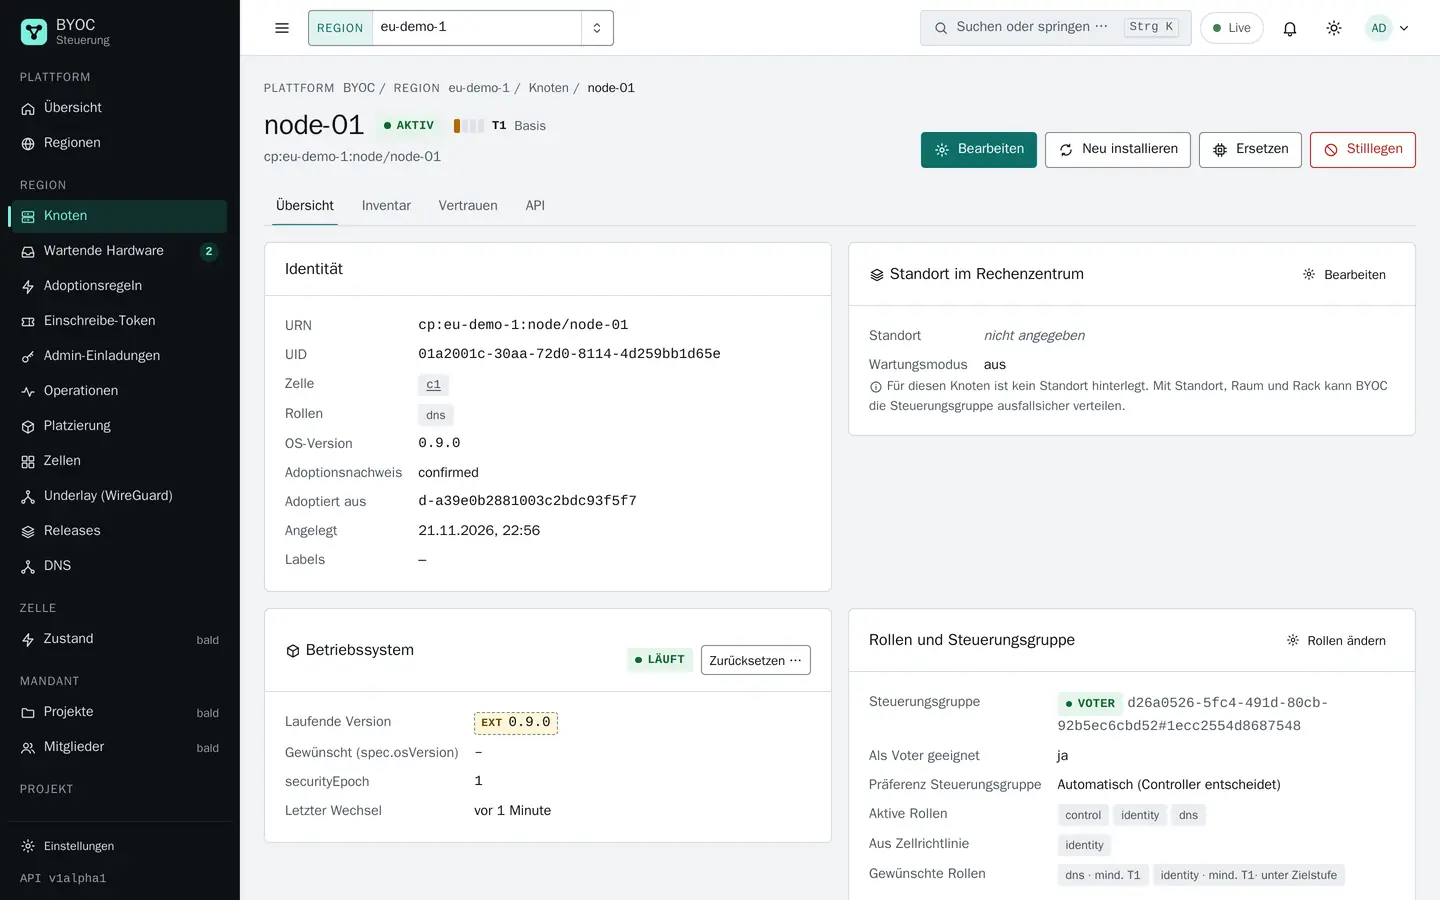 BYOC
Steuerung
PLATTFORM
Übersicht
Regionen
REGION
Knoten
Wartende Hardware 2
Adoptionsregeln
Einschreibe-Token
Admin-Einladungen
Operationen
Platzierung
Zellen
Underlay (WireGuard)
Releases
DNS
ZELLE
Zustand bald
MANDANT
Projekte bald
Mitglieder bald
PROJEKT
Einstellungen
API v1alpha1
REGION eu-demo-1
Suchen oder springen ··· Strg K
Live
AD
PLATTFORM BYOC / REGION eu-demo-1 / Knoten / node-01
node-01 AKTIV T1 Basis
cp:eu-demo-1:node/node-01
Bearbeiten
Neu installieren
Ersetzen
Stilllegen
Übersicht Inventar Vertrauen API
Identität
URN cp:eu-demo-1:node/node-01
UID 01a2001c-30aa-72d0-8114-4d259bb1d65e
Zelle c1
Rollen dns
OS-Version 0.9.0
Adoptionsnachweis confirmed
Adoptiert aus d-a39e0b2881003c2bdc93f5f7
Angelegt 21.11.2026, 22:56
Labels –
Standort im Rechenzentrum Bearbeiten
Standort nicht angegeben
Wartungsmodus aus
Für diesen Knoten ist kein Standort hinterlegt. Mit Standort, Raum und Rack kann BYOC
die Steuerungsgruppe ausfallsicher verteilen.
Betriebssystem LÄUFT Zurücksetzen ···
Laufende Version EXT 0.9.0
Gewünscht (spec.osVersion) –
securityEpoch 1
Letzter Wechsel vor 1 Minute
Rollen und Steuerungsgruppe Rollen ändern
Steuerungsgruppe VOTER d26a0526-5fc4-491d-80cb-
92b5ec6cbd52#1ecc2554d8687548
Als Voter geeignet ja
Präferenz Steuerungsgruppe Automatisch (Controller entscheidet)
Aktive Rollen control identity dns
Aus Zellrichtlinie identity
Gewünschte Rollen dns · mind. T1 identity · mind. T1· unter Zielstufe